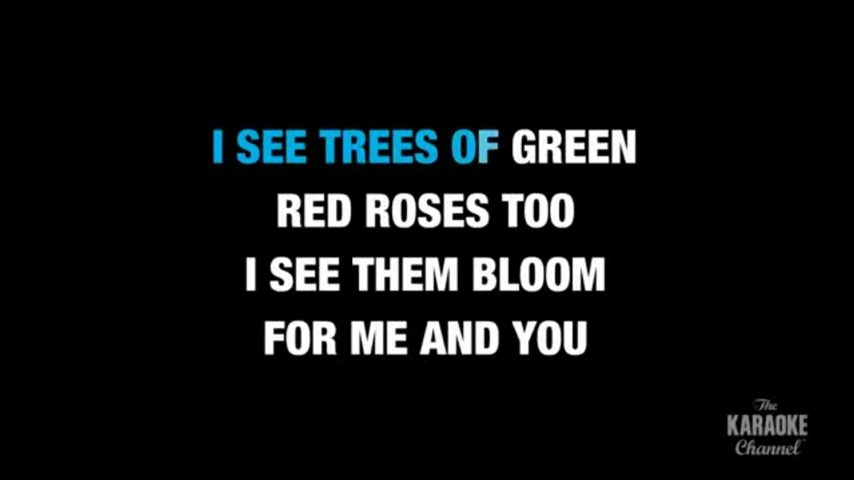 I SEE TREES OF GREEN
RED ROSES TOO
I SEE THEM BLOOM
FOR ME AND YOU
The
KARAOKE
Channel